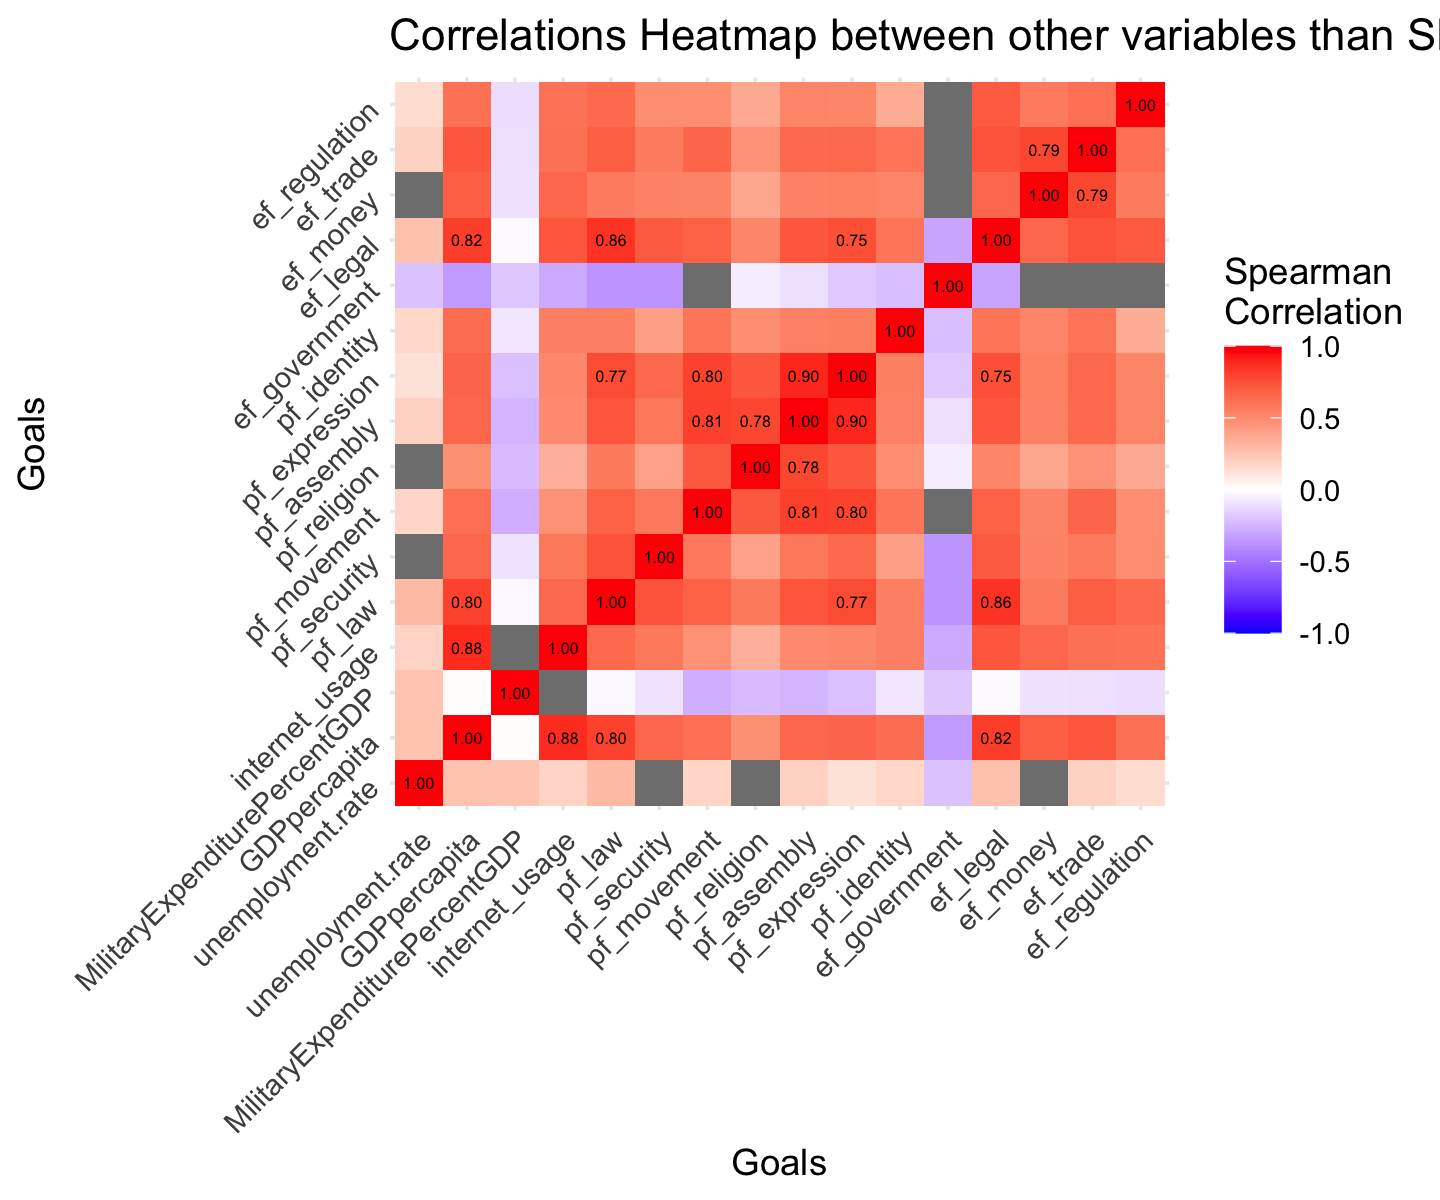 Correlations Heatmap between other variables than S
ef_regulation
1.00
ef_trade
0.79 1.00
ef_money
1.00 0.79
ef_legal
0.82 0.86 0.75 1.00
ef_government
1.00
pf_identity
1.00
pf_expression
0.77 0.80 0.90 1.00 0.75
pf_assembly
0.81 0.78 1.00 0.90
pf_religion
1.00 0.78
pf_movement
1.00 0.81 0.80
pf_security
1.00
pf_law
0.80 1.00 0.77 0.86
internet_usage
0.88 1.00
MilitaryExpenditurePercentGDP
1.00
GDPpercapita
1.00 0.88 0.80 0.82
unemployment.rate
1.00
Goals
unemployment.rate
GDPpercapita
MilitaryExpenditurePercentGDP
internet_usage
pf_law
pf_security
pf_movement
pf_religion
pf_assembly
pf_expression
pf_identity
ef_government
ef_legal
ef_money
ef_trade
ef_regulation
Goals
Spearman
Correlation
1.0
0.5
0.0
-0.5
-1.0